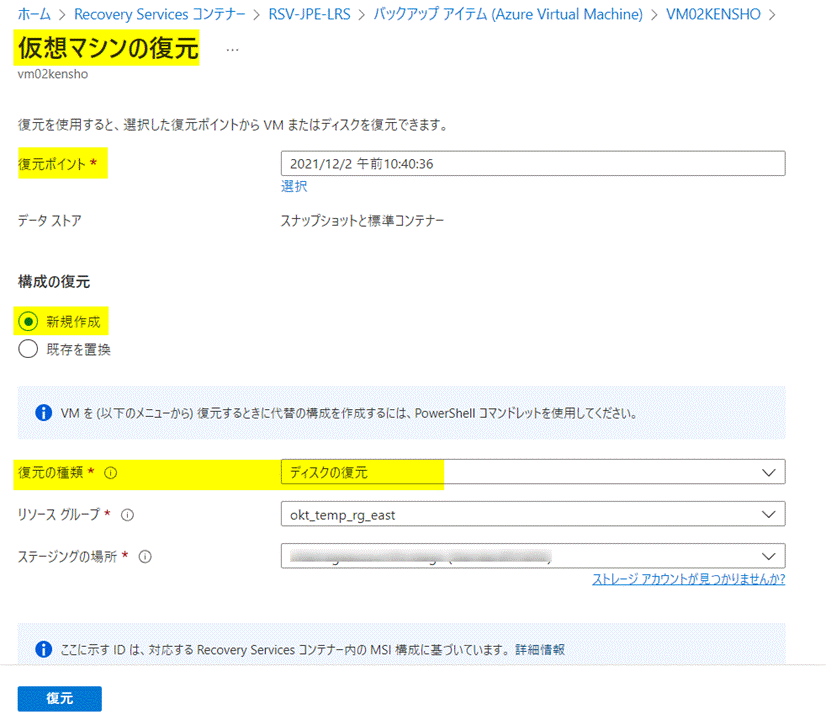 ホーム > Recovery Services コンテナー > RSV-JPE-LRS > バックアップ アイテム (Azure Virtual Machine) > VM02KENSHO >
仮想マシンの復元 …
vm02kensho
復元を使用すると、選択した復元ポイントから VM またはディスクを復元できます。
復元ポイント * 2021/12/2 午前10:40:36
選択
データ ストア スナップショットと標準コンテナー
構成の復元
新規作成
既存を置換
VM を (以下のメニューから) 復元するときに代替の構成を作成するには、PowerShell コマンドレットを使用してください。
復元の種類 * ディスクの復元
リソース グループ * okt_temp_rg_east
ステージングの場所 *
ストレージ アカウントが見つかりませんか?
ここに示す ID は、対応する Recovery Services コンテナー内の MSI 構成に基づいています。 詳細情報
復元